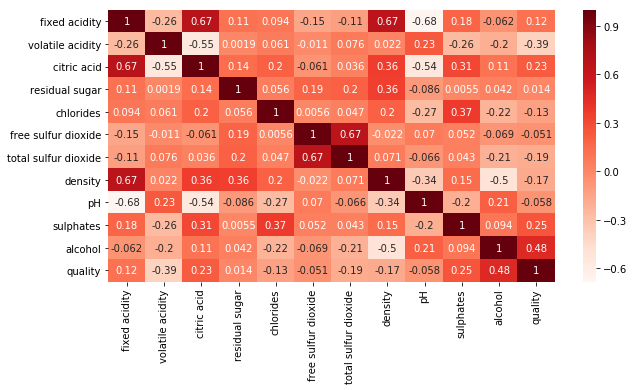 fixed acidity 1 -0.26 0.67 0.11 0.094 -0.15 -0.11 0.67 -0.68 0.18 -0.062 0.12
volatile acidity -0.26 1 -0.55 0.0019 0.061 -0.011 0.076 0.022 0.23 -0.26 -0.2 -0.39
citric acid 0.67 -0.55 1 0.14 0.2 -0.061 0.036 0.36 -0.54 0.31 0.11 0.23
residual sugar 0.11 0.0019 0.14 1 0.056 0.19 0.2 0.36 -0.086 0.0055 0.042 0.014
chlorides 0.094 0.061 0.2 0.056 1 0.0056 0.047 0.2 -0.27 0.37 -0.22 -0.13
free sulfur dioxide -0.15 -0.011 -0.061 0.19 0.0056 1 0.67 -0.022 0.07 0.052 -0.069 -0.051
total sulfur dioxide -0.11 0.076 0.036 0.2 0.047 0.67 1 0.071 -0.066 0.043 -0.21 -0.19
density 0.67 0.022 0.36 0.36 0.2 -0.022 0.071 1 -0.34 0.15 -0.5 -0.17
pH -0.68 0.23 -0.54 -0.086 -0.27 0.07 -0.066 -0.34 1 -0.2 0.21 -0.058
sulphates 0.18 -0.26 0.31 0.0055 0.37 0.052 0.043 0.15 -0.2 1 0.094 0.25
alcohol -0.062 -0.2 0.11 0.042 -0.22 -0.069 -0.21 -0.5 0.21 0.094 1 0.48
quality 0.12 -0.39 0.23 0.014 -0.13 -0.051 -0.19 -0.17 -0.058 0.25 0.48 1
fixed acidity
volatile acidity
citric acid
residual sugar
chlorides
free sulfur dioxide
total sulfur dioxide
density
pH
sulphates
alcohol
quality
0.9
0.6
0.3
0.0
−0.3
−0.6